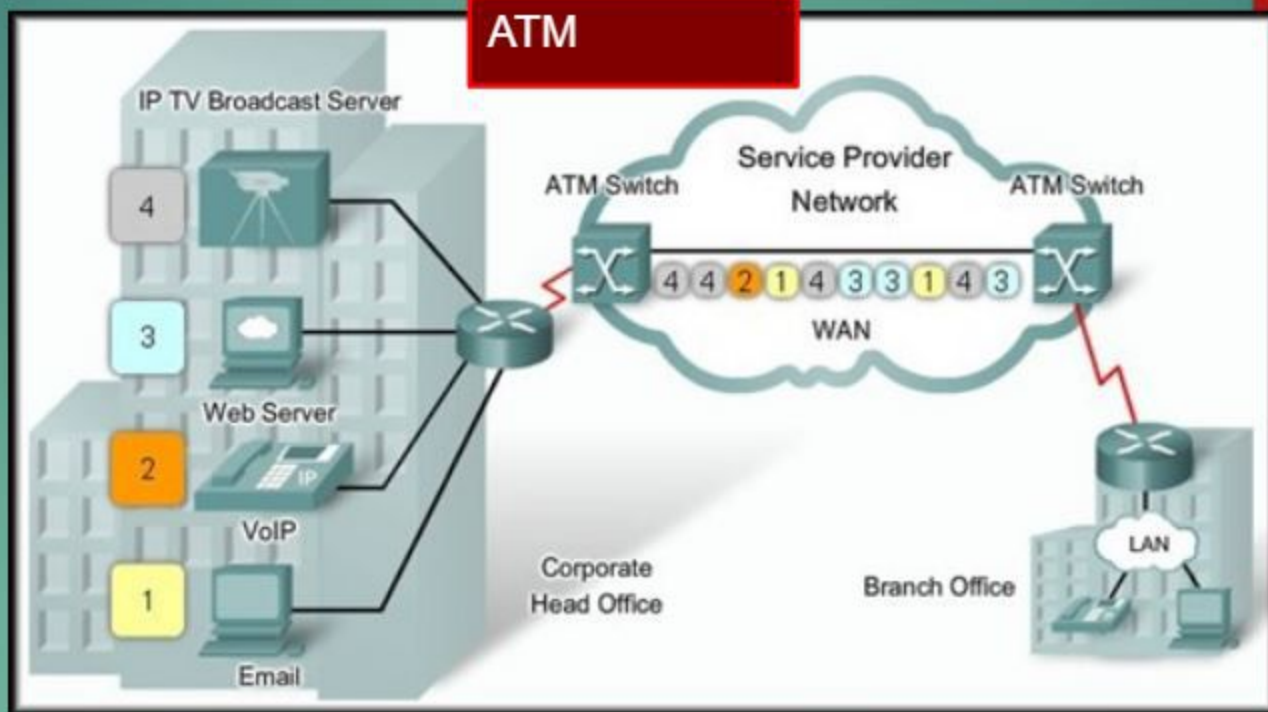 ATM
IP TV Broadcast Server
4
3
Web Server
2
IP
VoIP
1
Email
Corporate
Head Office
ATM Switch
Service Provider
Network
ATM Switch
4 4 2 1 4 3 3 1 4 3
WAN
Branch Office
LAN